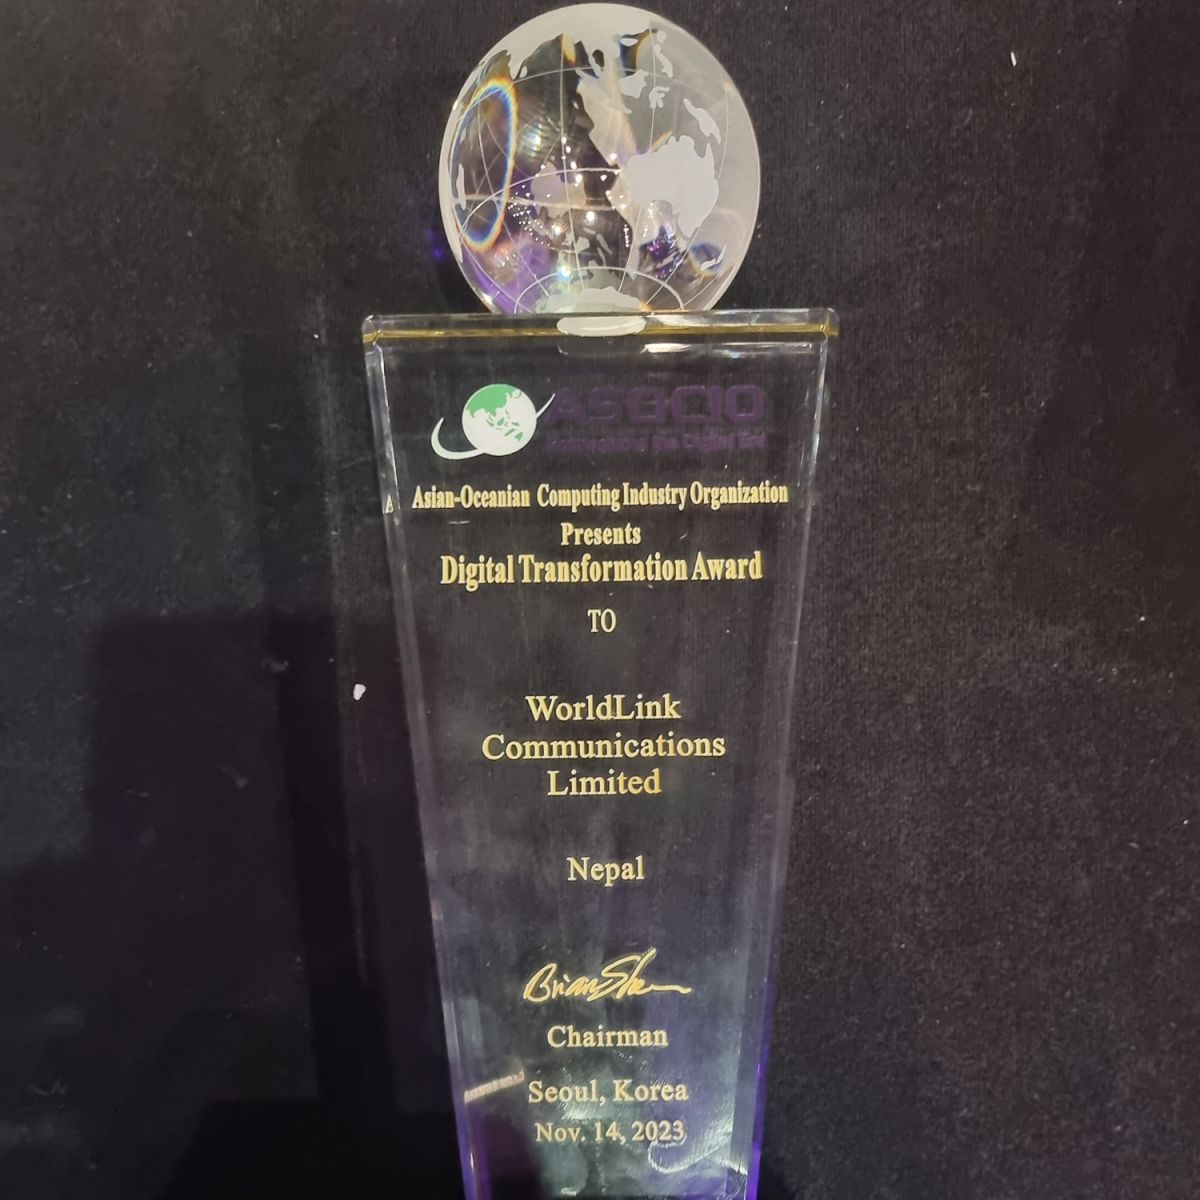 ASOCIO
Asian-Oceanian Computing Industry Organization
Presents
Digital Transformation Award
TO
WorldLink
Communications
Limited
Nepal
Chairman
Seoul, Korea
Nov. 14, 2023